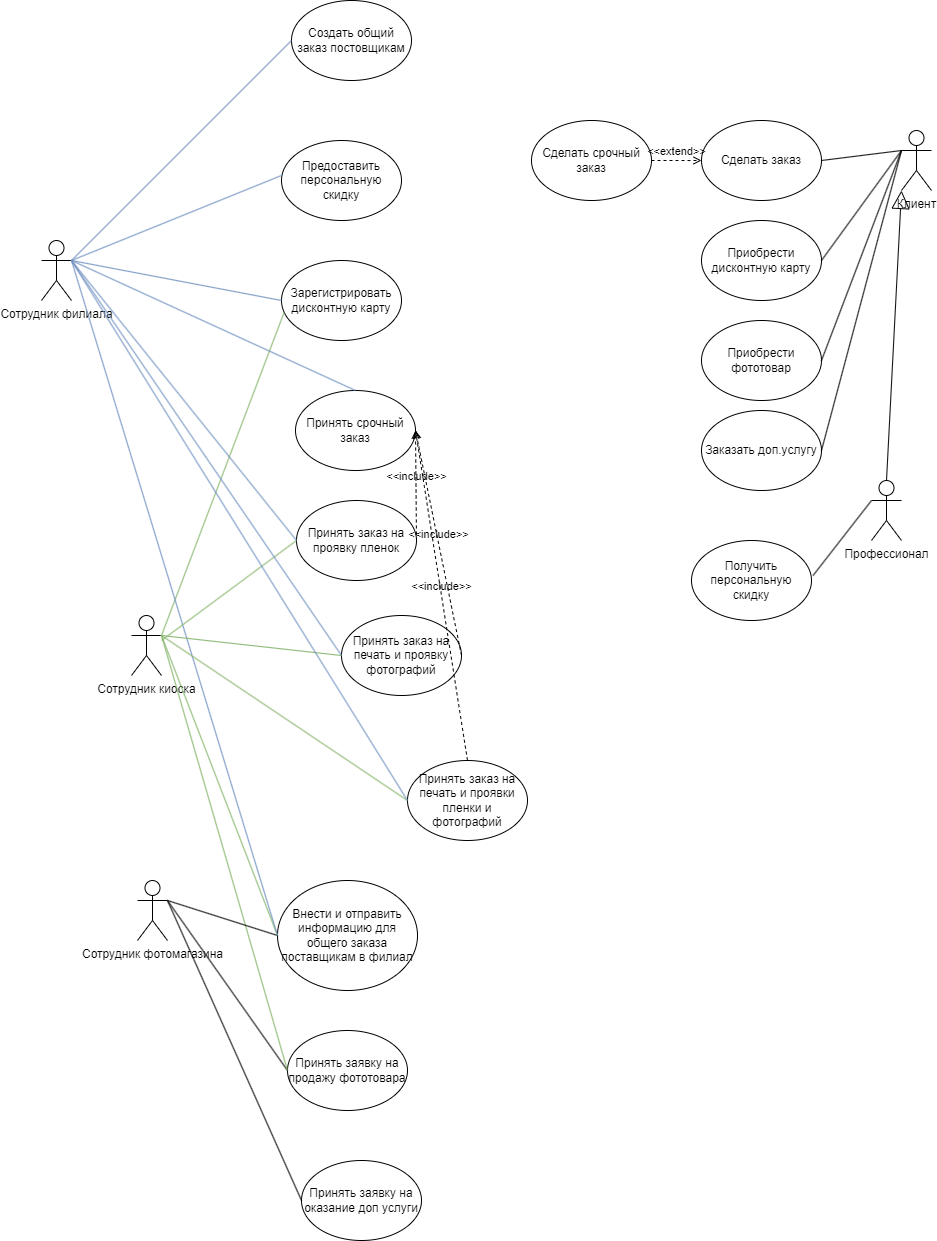 Создать общий
заказ постовщикам
Предоставить
персональную
скидку
Сотрудник филиала
Зарегистрировать
дисконтную карту
Принять срочный
заказ
<<include>>
Принять заказ на
проявку пленок
<<include>>
<<include>>
Принять заказ на
печать и проявку
фотографий
Сотрудник киоска
Принять заказ на
печать и проявки
пленки и
фотографий
Внести и отправить
информацию для
общего заказа
поставщикам в филиал
Сотрудник фотомагазина
Принять заявку на
продажу фототовара
Принять заявку на
оказание доп услуги
Сделать срочный
заказ
<<extend>>
Сделать заказ
Клиент
Приобрести
дисконтную карту
Приобрести
фототовар
Заказать доп.услугу
Профессионал
Получить
персональную
скидку